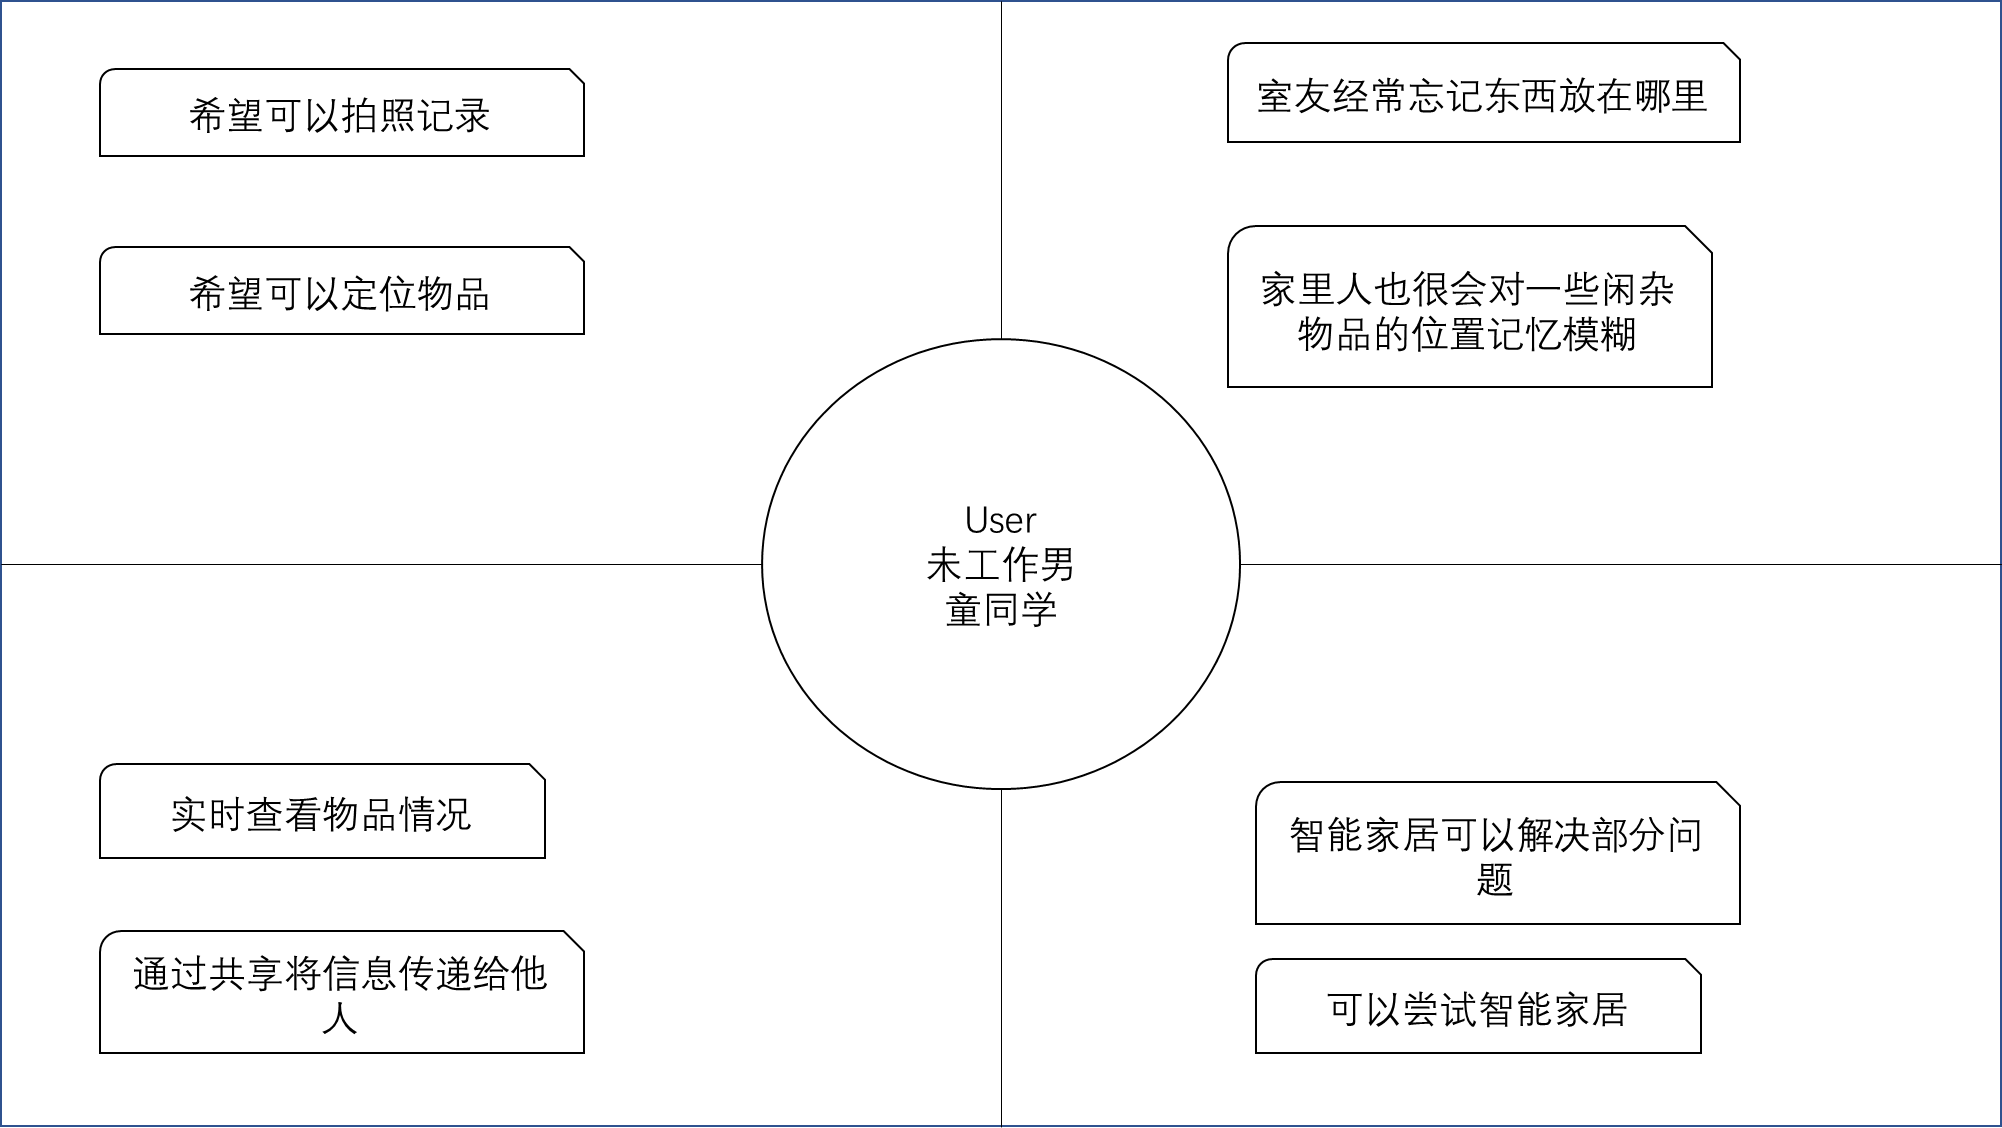 希望可以拍照记录
希望可以定位物品
室友经常忘记东西放在哪里
家里人也很会对一些闲杂
物品的位置记忆模糊
User
未工作男
童同学
实时查看物品情况
通过共享将信息传递给他
人
智能家居可以解决部分问
题
可以尝试智能家居